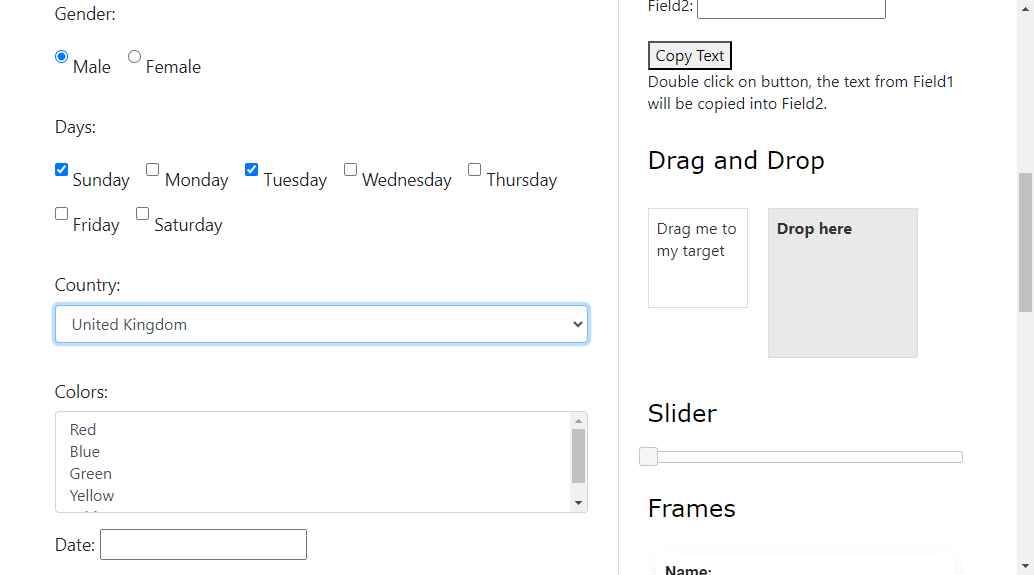 Gender:
Male Female
Days:
Sunday Monday Tuesday Wednesday Thursday
Friday Saturday
Country:
United Kingdom
Colors:
Red
Blue
Green
Yellow
Date:
Field2:
Copy Text
Double click on button, the text from Field1
will be copied into Field2.
Drag and Drop
Drag me to
my target
Drop here
Slider
Frames
Name: